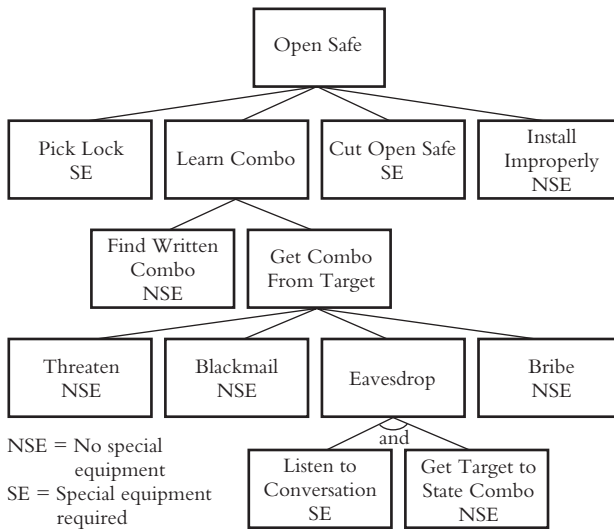 Open Safe
Pick Lock
SE
Learn Combo
Cut Open Safe
SE
Install
Improperly
NSE
Find Written
Combo
NSE
Get Combo
From Target
Threaten
NSE
Blackmail
NSE
Eavesdrop
Bribe
NSE
and
NSE = No special
equipment
SE = Special equipment
required
Listen to
Conversation
SE
Get Target to
State Combo
NSE